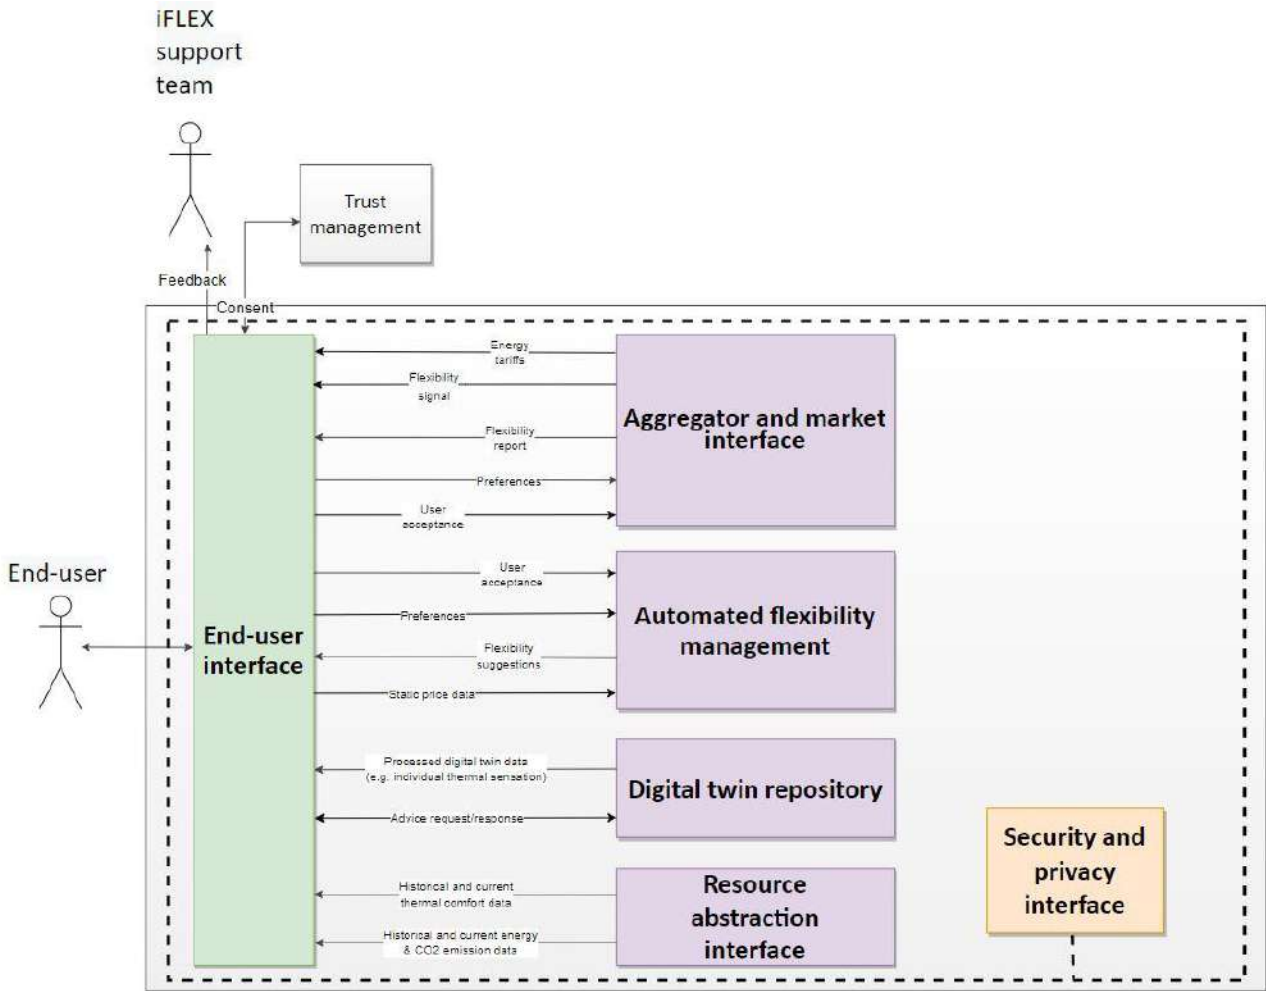 iFLEX
support
team
Trust
management
Feedback
Consent
Energy
tariffs
Flexibility
signal
Aggregator and market
interface
Flexibility
report
Preferences
User
acceptance
End-user
User
acceptance
Automated flexibility
management
Preferences
End-user
interface
Flexibility
suggestions
Static price data
Processed digital twin data
(e.g. individual thermal sensation)
Digital twin repository
Advice request/response
Security and
privacy
interface
Historical and current
thermal comfort data
Resource
abstraction
interface
Historical and current energy
& CO2 emission data